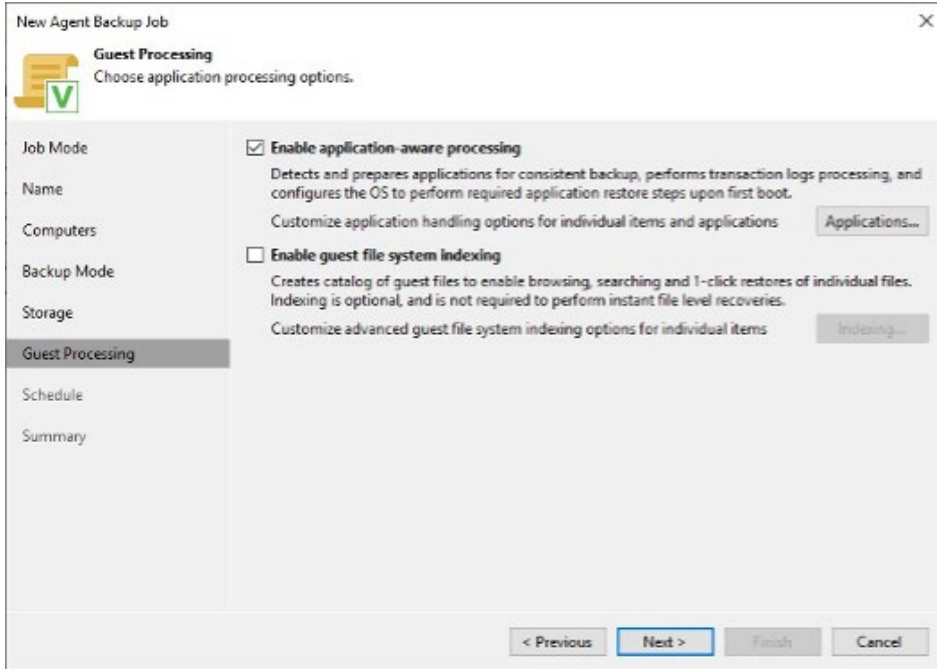 New Agent Backup Job
Guest Processing
Choose application processing options.
V
Job Mode
Name
Computers
Backup Mode
Storage
Guest Processing
Schedule
Summary
Enable application-aware processing
Detects and prepares applications for consistent backup, performs transaction logs processing, and
configures the OS to perform required application restore steps upon first boot.
Customize application handling options for individual items and applications
Applications...
Enable guest file system indexing
Creates catalog of guest files to enable browsing, searching and 1-click restores of individual files.
Indexing is optional, and is not required to perform instant file level recoveries.
Customize advanced guest file system indexing options for individual items
Indexing...
< Previous
Next >
Finish
Cancel